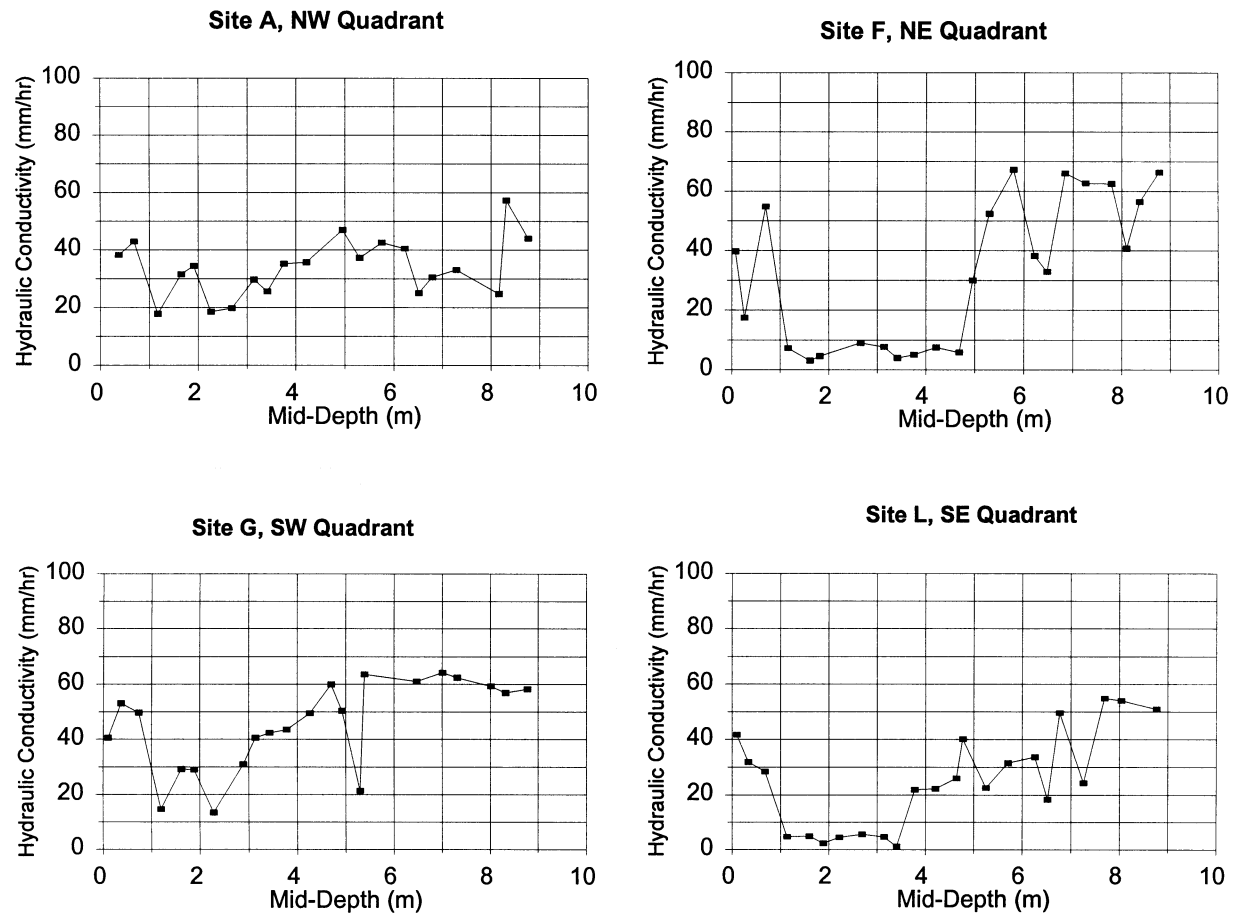 Site A, NW Quadrant
Hydraulic Conductivity (mm/hr)
100
80
60
40
20
0
0 2 4 6 8 10
Mid-Depth (m)
Site F, NE Quadrant
Hydraulic Conductivity (mm/hr)
100
80
60
40
20
0
0 2 4 6 8 10
Mid-Depth (m)
Site G, SW Quadrant
Hydraulic Conductivity (mm/hr)
100
80
60
40
20
0
0 2 4 6 8 10
Mid-Depth (m)
Site L, SE Quadrant
Hydraulic Conductivity (mm/hr)
100
80
60
40
20
0
0 2 4 6 8 10
Mid-Depth (m)